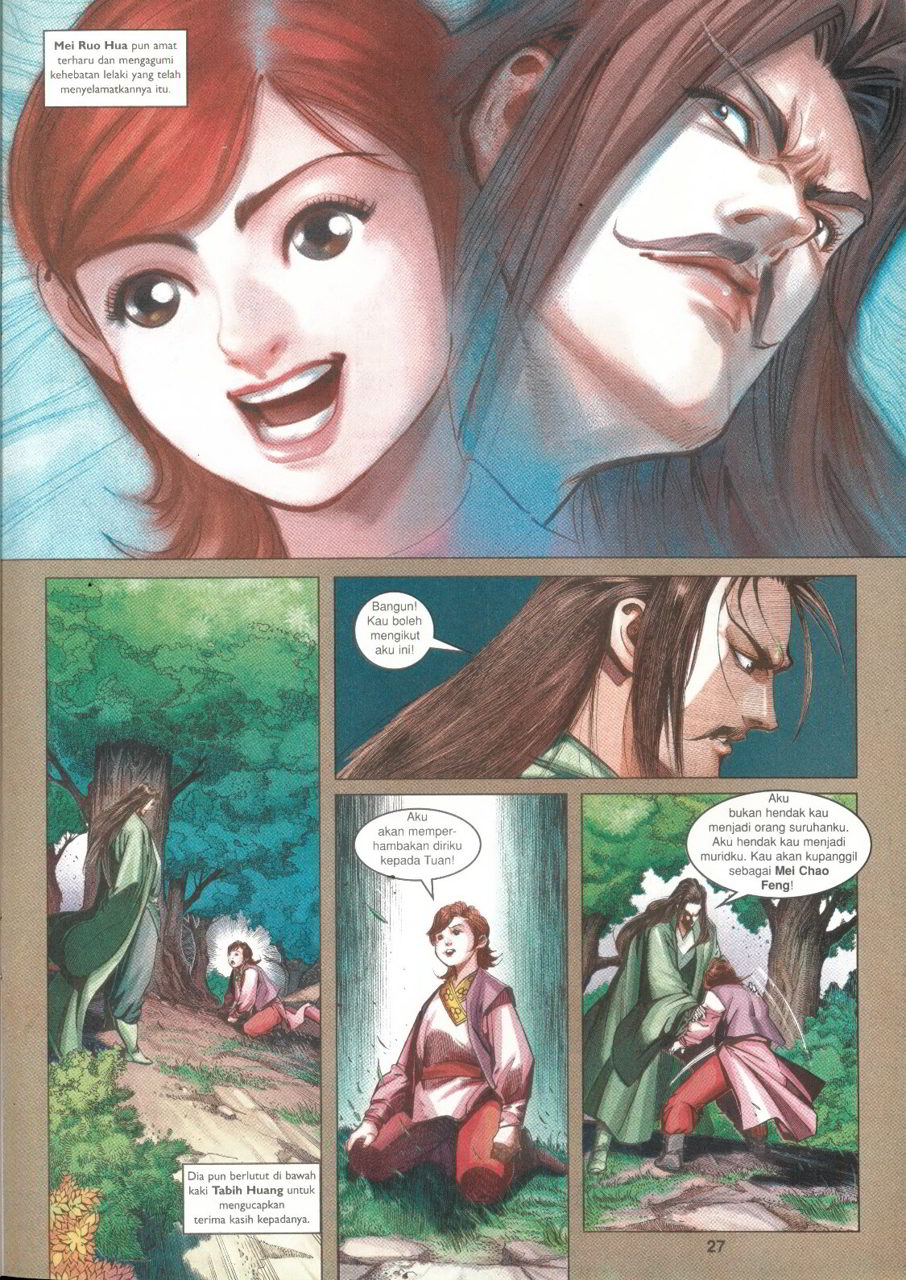 Mei Ruo Hua pun amat
terharu dan mengagumi
kehebatan lelaki yang telah
menyelamatkannya itu.
Dia pun berlutut di bawah
kaki Tabih Huang untuk
mengucapkan
terima kasih kepadanya.
Bangun!
Kau boleh
mengikut
aku ini!
Aku
akan memper-
hambakan diriku
kepada Tuan!
Aku
bukan hendak kau
menjadi orang suruhanku.
Aku hendak kau menjadi
muridku. Kau akan kupanggil
sebagai Mei Chao
Feng!
27